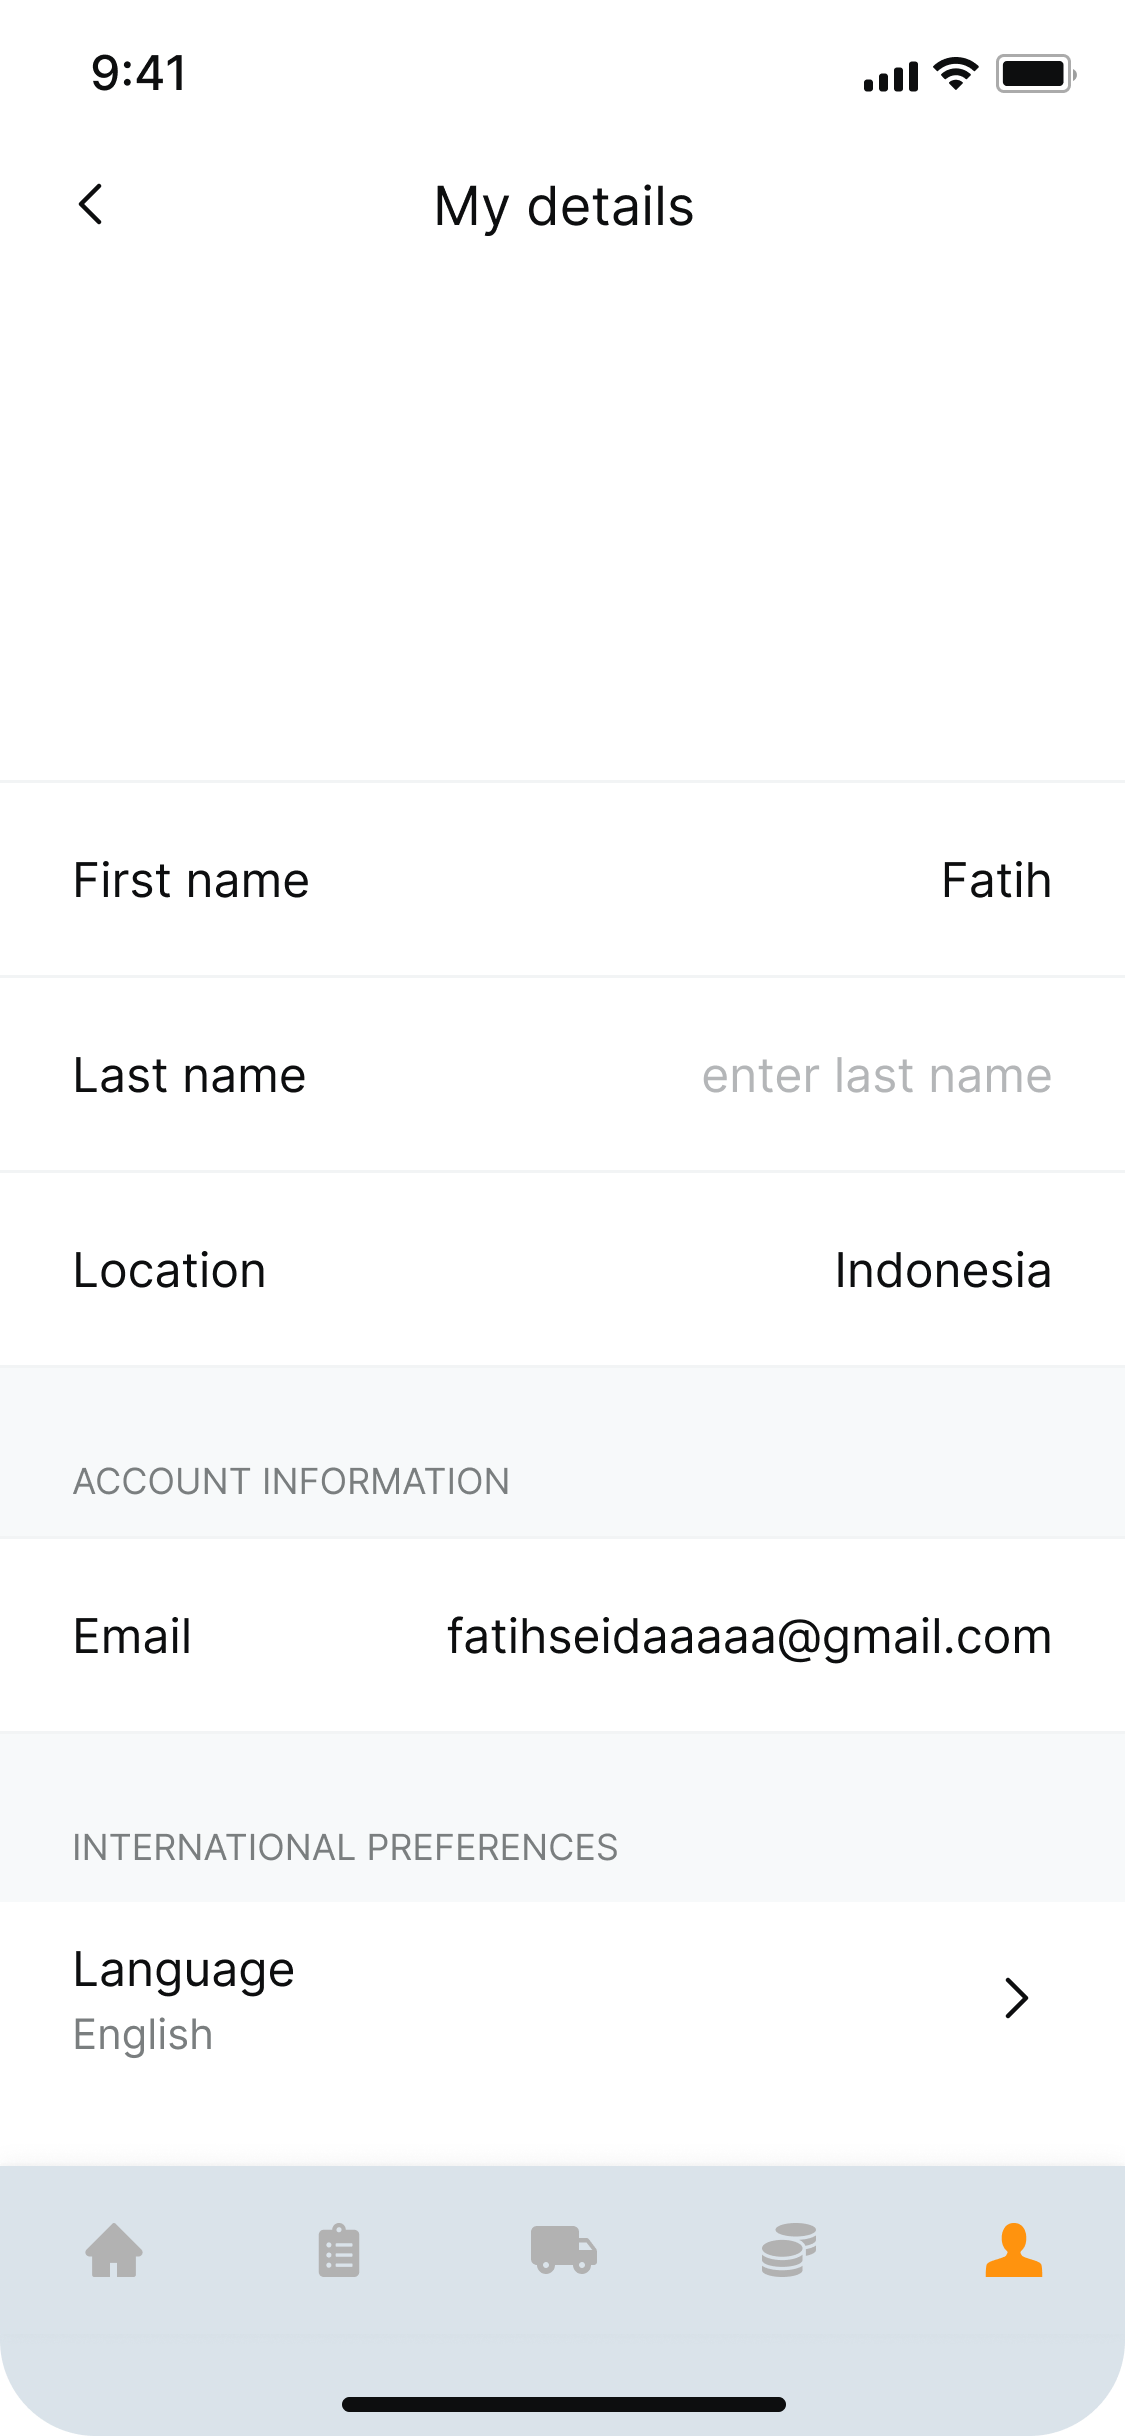 9:41
My details
First name Fatih
Last name enter last name
Location Indonesia
ACCOUNT INFORMATION
Email fatihseidaaaaa@gmail.com
INTERNATIONAL PREFERENCES
Language
English